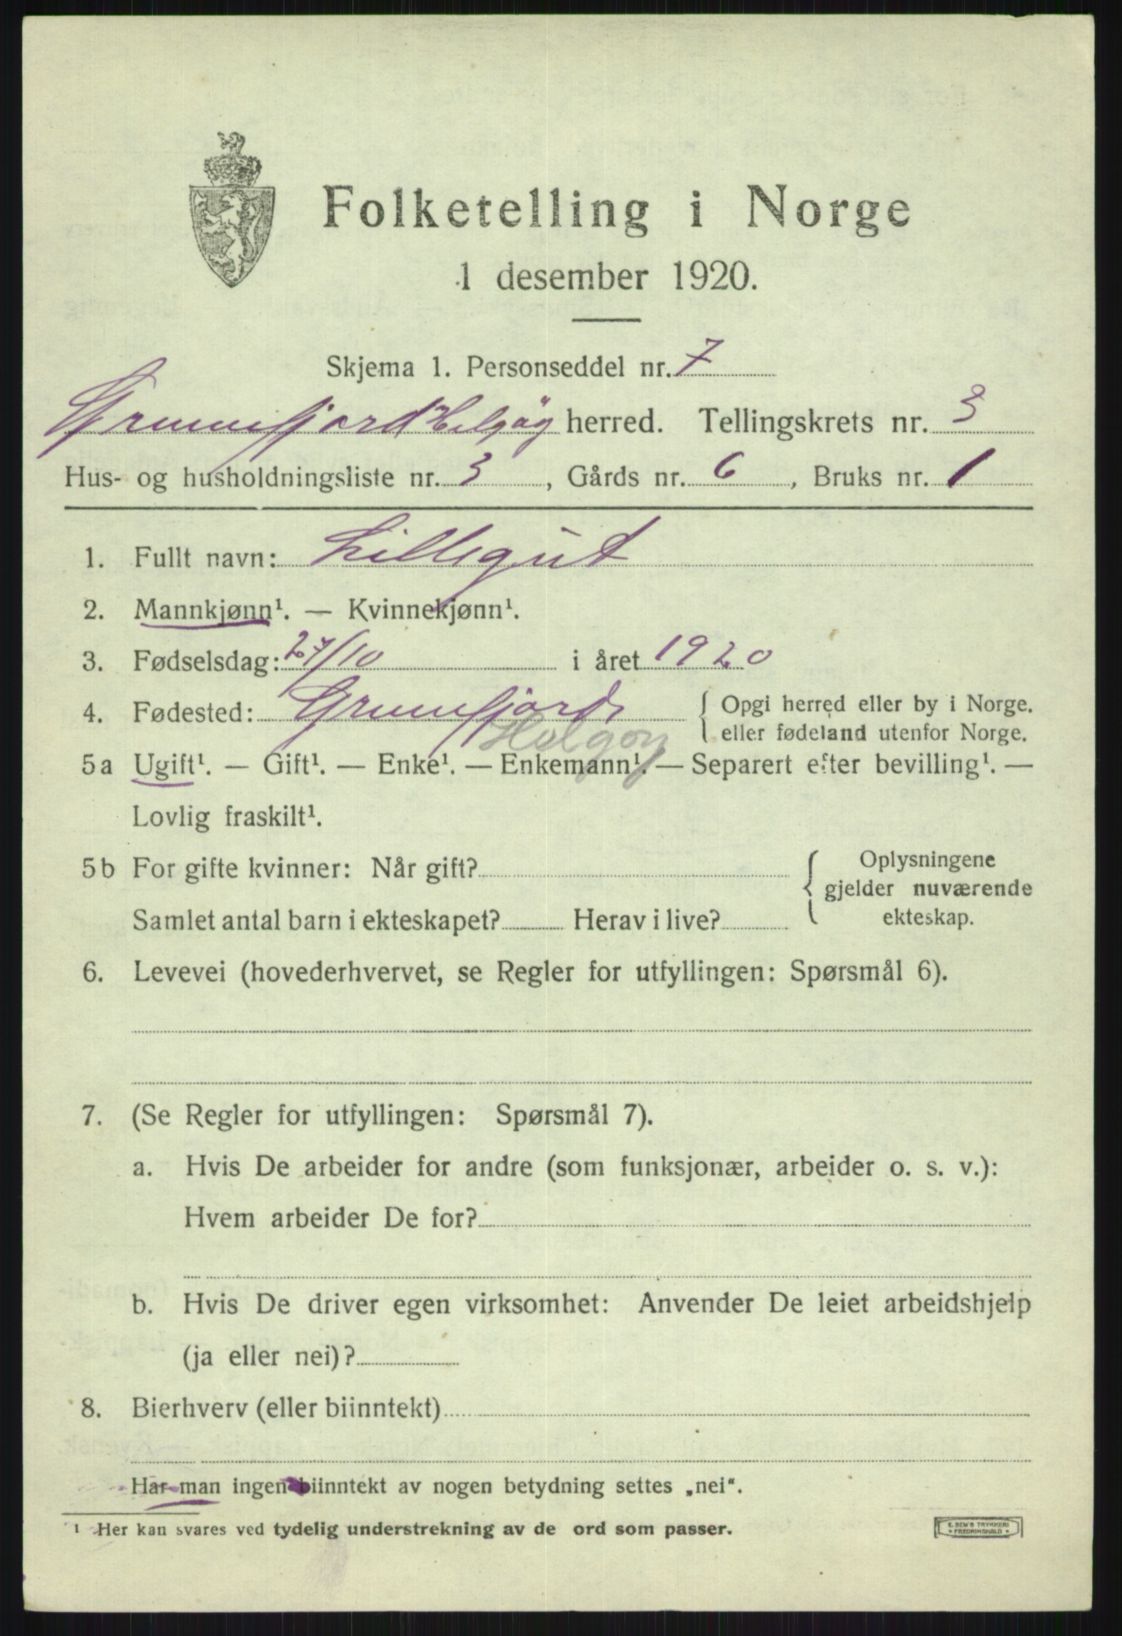 Folketelling i Norge
1 desember 1920.
Skjema 1. Personseddel nr. 7
Grunnfjord Helgøy herred. Tellingskrets nr. 3
Hus- og husholdningsliste nr. 3, Gårds nr. 6, Bruks nr. 1
1. Fullt navn: Lillegut
2. Mannkjønn¹. — Kvinnekjønn¹.
3. Fødselsdag: 27/10 i året 1920
4. Fødested: Grunnfjord { Opgi herred eller by i Norge,
Helgøy eller fødeland utenfor Norge.
5a Ugift¹. — Gift¹. — Enke¹. — Enkemann¹. — Separert efter bevilling¹. —
Lovlig fraskilt¹.
5b For gifte kvinner: Når gift? { Oplysningene
gjelder nuværende
Samlet antal barn i ekteskapet? Herav i live? ekteskap.
6. Levevei (hovederhvervet, se Regler for utfyllingen: Spørsmål 6).
7. (Se Regler for utfyllingen: Spørsmål 7).
a. Hvis De arbeider for andre (som funksjonær, arbeider o. s. v.):
Hvem arbeider De for?
b. Hvis De driver egen virksomhet: Anvender De leiet arbeidshjelp
(ja eller nei)?
8. Bierhverv (eller biinntekt)
Har man ingen biinntekt av nogen betydning settes „nei".
¹ Her kan svares ved tydelig understrekning av de ord som passer.
E. SEM'S TRYKKERI
FREDRIKSHALD